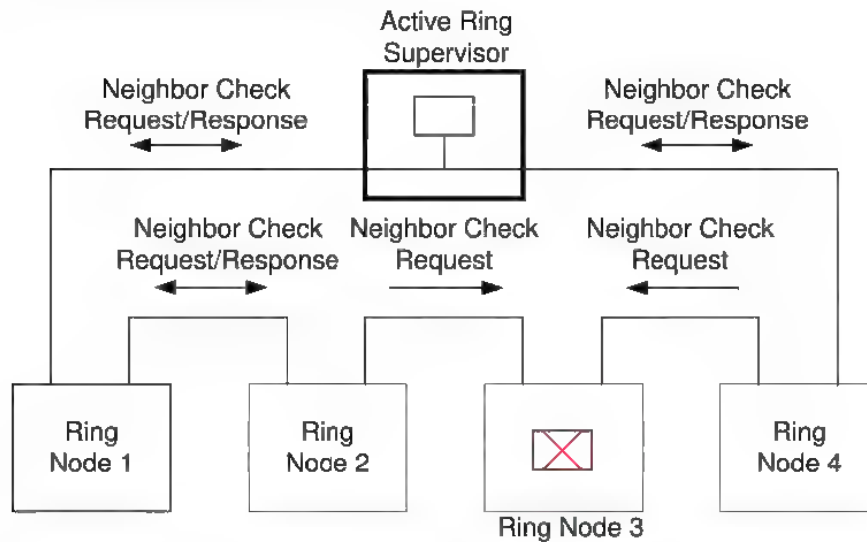 Active Ring
Supervisor
Neighbor Check
Request/Response
Neighbor Check
Request/Response
Neighbor Check
Request/Response
Neighbor Check
Request
Neighbor Check
Request
Ring
Node 1
Ring
Node 2
Ring Node 3
Ring
Node 4